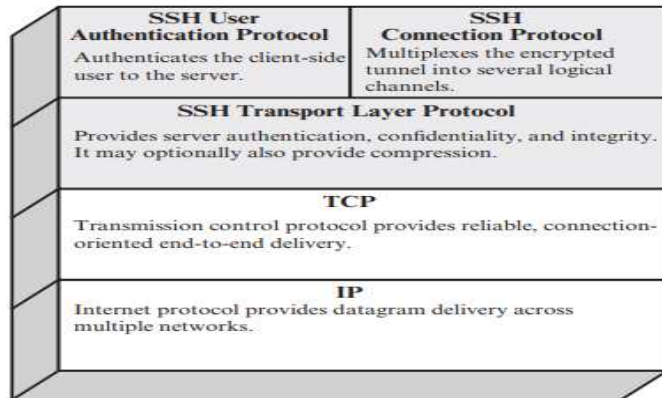 SSH User
Authentication Protocol
Authenticates the client-side
user to the server.
SSH
Connection Protocol
Multiplexes the encrypted
tunnel into several logical
channels.
SSH Transport Layer Protocol
Provides server authentication, confidentiality, and integrity.
It may optionally also provide compression.
TCP
Transmission control protocol provides reliable, connection-
oriented end-to-end delivery.
IP
Internet protocol provides datagram delivery across
multiple networks.